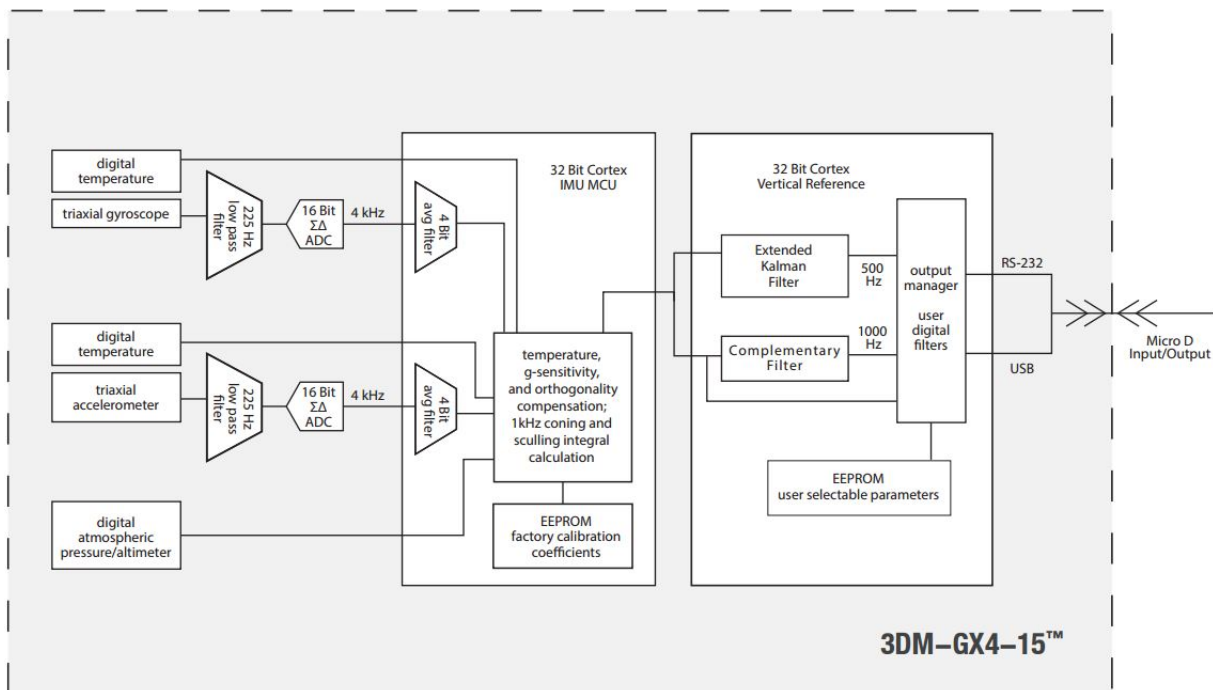 digital
temperature
triaxial gyroscope
225 Hz
low pass
filter
16 Bit
ΣΔ
ADC
4 kHz
digital
temperature
triaxial
accelerometer
225 Hz
low pass
filter
16 Bit
ΣΔ
ADC
4 kHz
digital
atmospheric
pressure/altimeter
32 Bit Cortex
IMU MCU
4 Bit
avg filter
4 Bit
avg filter
temperature,
g-sensitivity,
and orthogonality
compensation;
1kHz coning and
sculling integral
calculation
EEPROM
factory calibration
coefficients
32 Bit Cortex
Vertical Reference
Extended
Kalman
Filter
500
Hz
Complementary
Filter
1000
Hz
output
manager
user
digital
filters
EEPROM
user selectable parameters
RS-232
USB
Micro D
Input/Output
3DM–GX4–15™